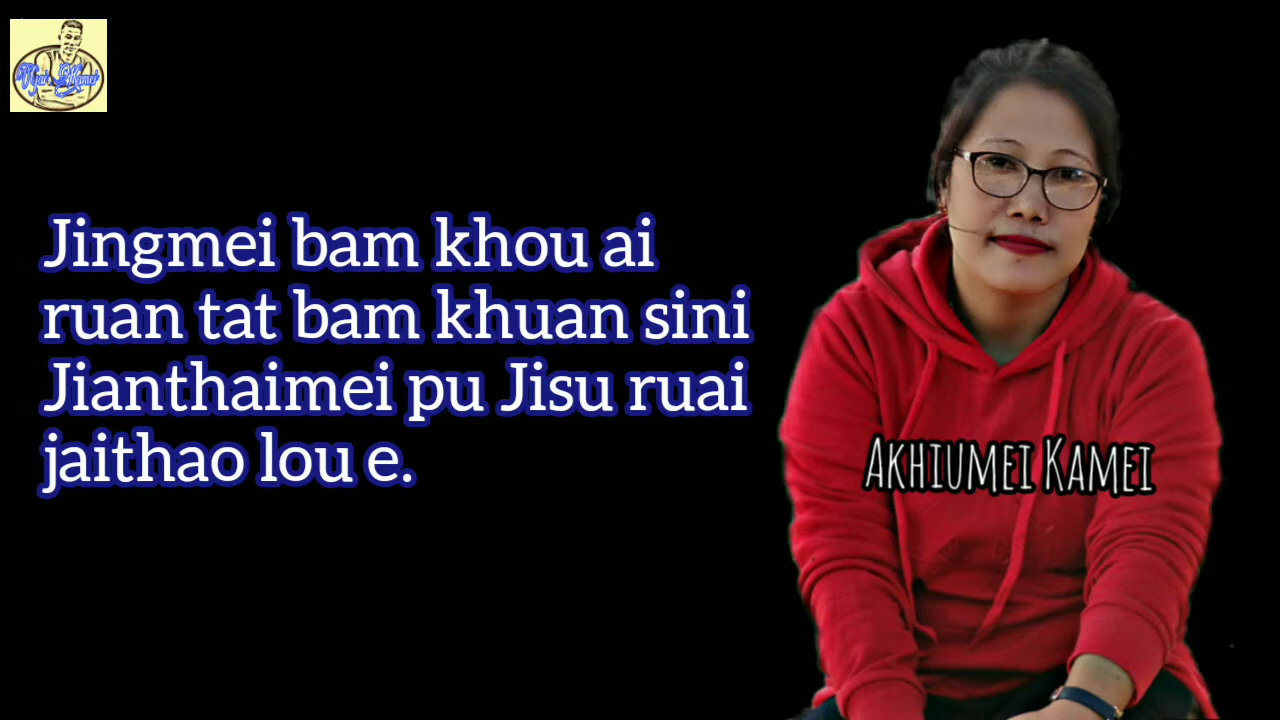 Jingmei bam khou ai
ruan tat bam khuan sini
Jianthaimei pu Jisu ruai
jaithao lou e.
AKHIUMEI KAMEI